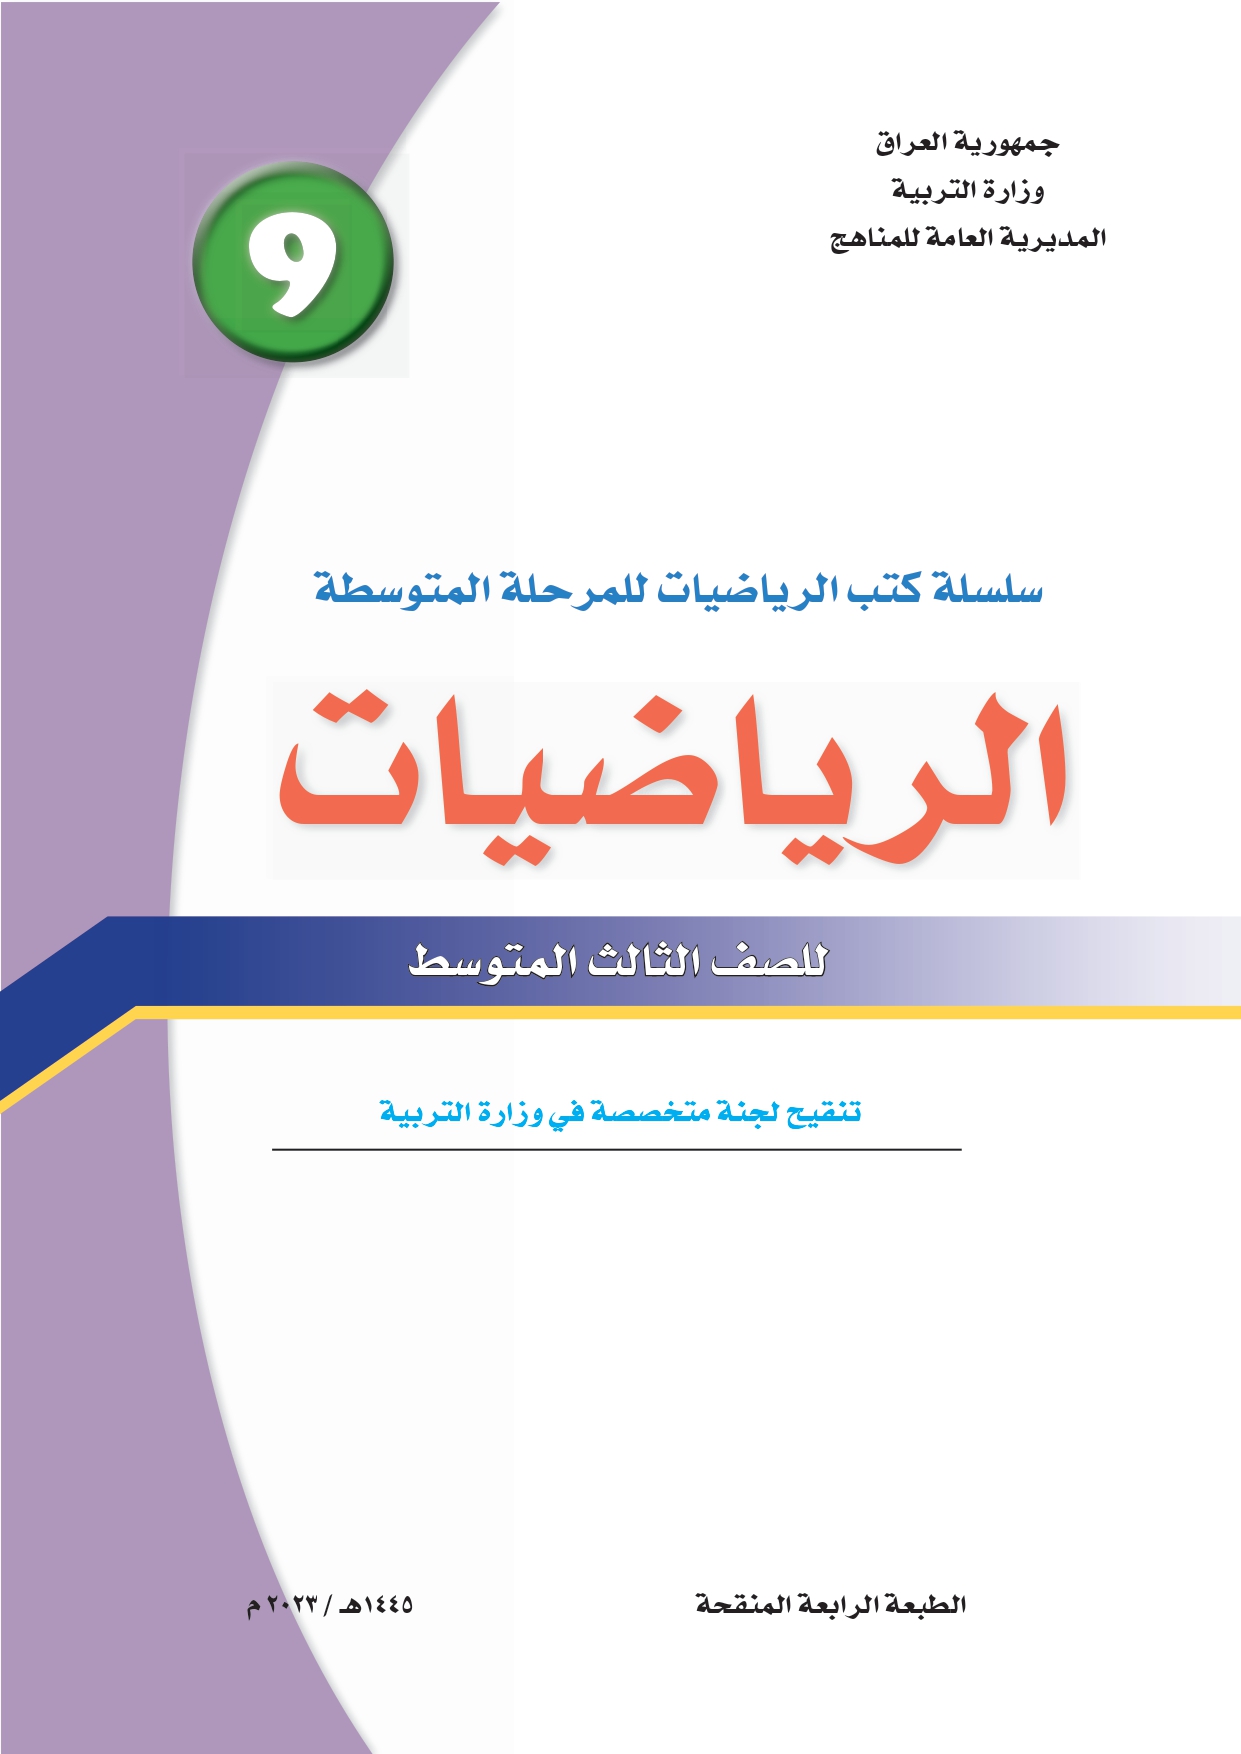 جمهورية العراق
وزارة التربية
المديرية العامة للمناهج
9
سلسلة كتب الرياضيات للمرحلة المتوسطة
الرياضيات
للصف الثالث المتوسط
تنقيح لجنة متخصصة في وزارة التربية
الطبعة الرابعة المنقحة
١٤٤٥هـ / ٢٠٢٣ م